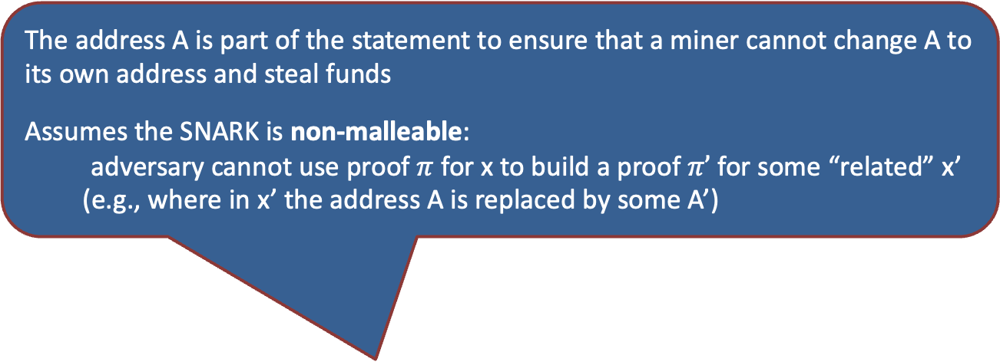 The address A is part of the statement to ensure that a miner cannot change A to
its own address and steal funds
Assumes the SNARK is non-malleable:
adversary cannot use proof 𝜋 for x to build a proof 𝜋’ for some “related” x’
(e.g., where in x’ the address A is replaced by some A’)